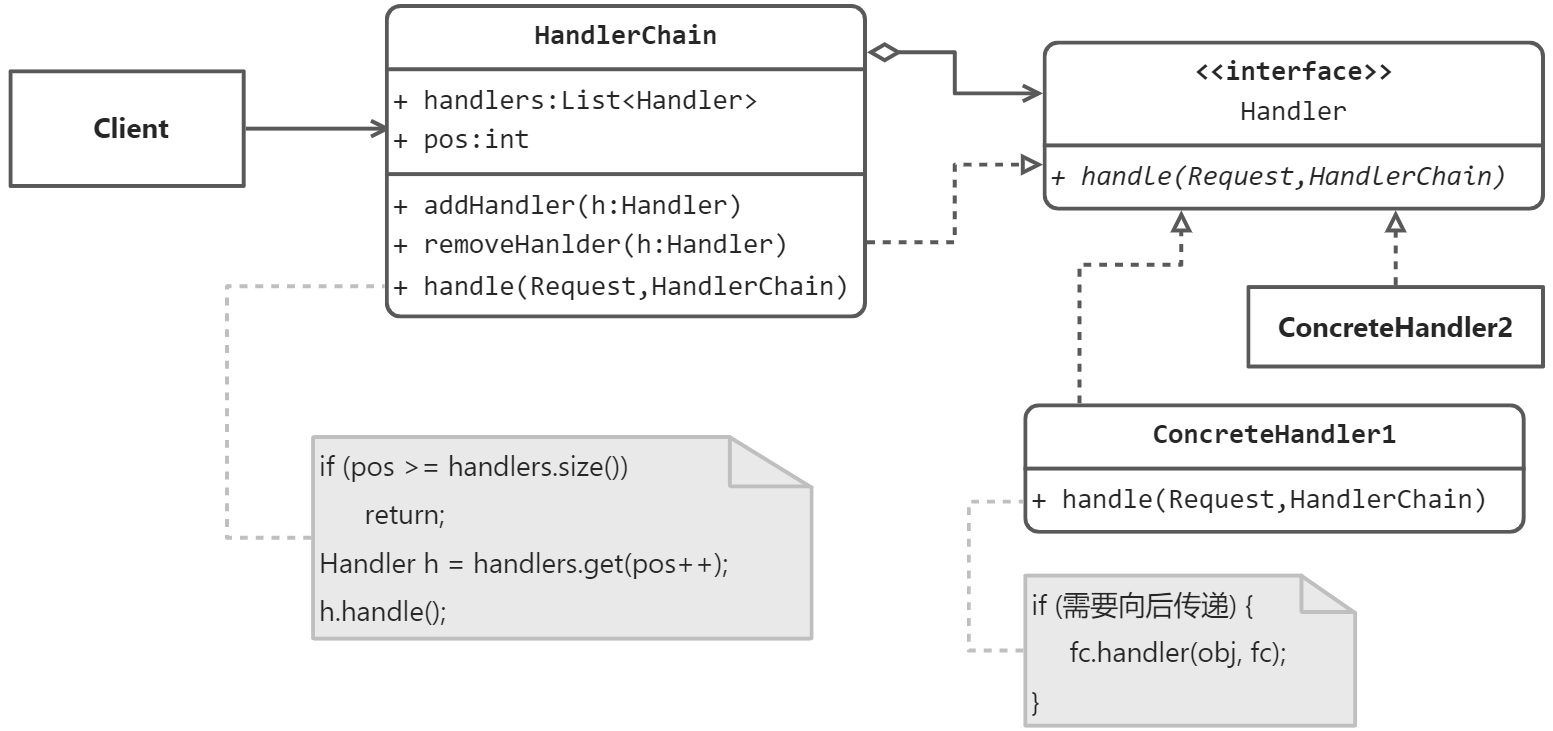 Client
HandlerChain
+ handlers:List<Handler>
+ pos:int
+ addHandler(h:Handler)
+ removeHanlder(h:Handler)
+ handle(Request,HandlerChain)
<<interface>>
Handler
+ handle(Request,HandlerChain)
ConcreteHandler2
ConcreteHandler1
+ handle(Request,HandlerChain)
if (pos >= handlers.size())
return;
Handler h = handlers.get(pos++);
h.handle();
if (需要向后传递) {
fc.handler(obj, fc);
}